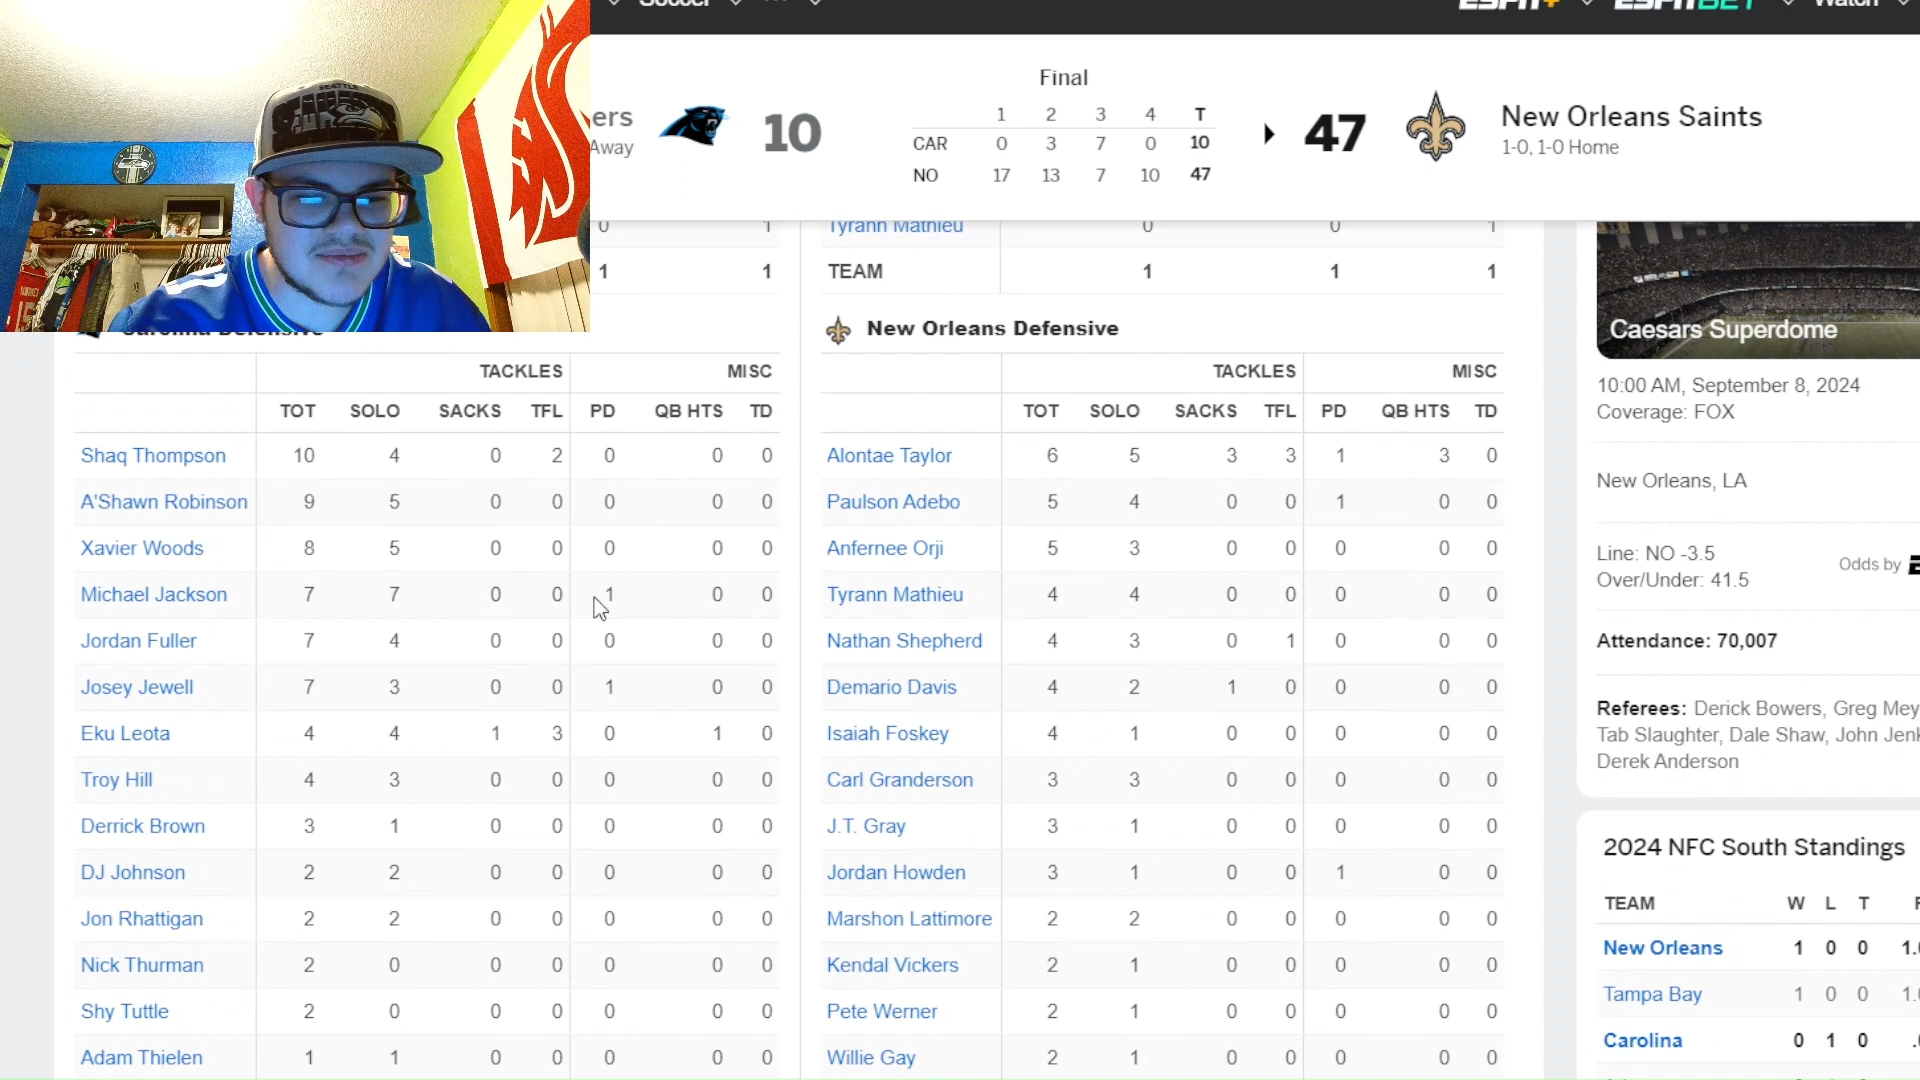 Soccer
ESPN+ ESPN BET Watch
SEATTLE
Final
ers
Away
10
1 2 3 4 T
CAR 0 3 7 0 10
NO 17 13 7 10 47
47
New Orleans Saints
1-0, 1-0 Home
0 1
Tyrann Mathieu 0 0 1
1 1
TEAM 1 1 1
Carolina Defensive
TACKLES MISC
TOT SOLO SACKS TFL PD QB HTS TD
Shaq Thompson 10 4 0 2 0 0 0
A'Shawn Robinson 9 5 0 0 0 0 0
Xavier Woods 8 5 0 0 0 0 0
Michael Jackson 7 7 0 0 1 0 0
Jordan Fuller 7 4 0 0 0 0 0
Josey Jewell 7 3 0 0 1 0 0
Eku Leota 4 4 1 3 0 1 0
Troy Hill 4 3 0 0 0 0 0
Derrick Brown 3 1 0 0 0 0 0
DJ Johnson 2 2 0 0 0 0 0
Jon Rhattigan 2 2 0 0 0 0 0
Nick Thurman 2 0 0 0 0 0 0
Shy Tuttle 2 0 0 0 0 0 0
Adam Thielen 1 1 0 0 0 0 0
New Orleans Defensive
TACKLES MISC
TOT SOLO SACKS TFL PD QB HTS TD
Alontae Taylor 6 5 3 3 1 3 0
Paulson Adebo 5 4 0 0 1 0 0
Anfernee Orji 5 3 0 0 0 0 0
Tyrann Mathieu 4 4 0 0 0 0 0
Nathan Shepherd 4 3 0 1 0 0 0
Demario Davis 4 2 1 0 0 0 0
Isaiah Foskey 4 1 0 0 0 0 0
Carl Granderson 3 3 0 0 0 0 0
J.T. Gray 3 1 0 0 0 0 0
Jordan Howden 3 1 0 0 1 0 0
Marshon Lattimore 2 2 0 0 0 0 0
Kendal Vickers 2 1 0 0 0 0 0
Pete Werner 2 1 0 0 0 0 0
Willie Gay 2 1 0 0 0 0 0
Caesars Superdome
10:00 AM, September 8, 2024
Coverage: FOX
New Orleans, LA
Line: NO -3.5
Over/Under: 41.5
Odds by
Attendance: 70,007
Referees: Derick Bowers, Greg Mey
Tab Slaughter, Dale Shaw, John Jenk
Derek Anderson
2024 NFC South Standings
TEAM W L T
New Orleans 1 0 0 1.
Tampa Bay 1 0 0 1.
Carolina 0 1 0 .